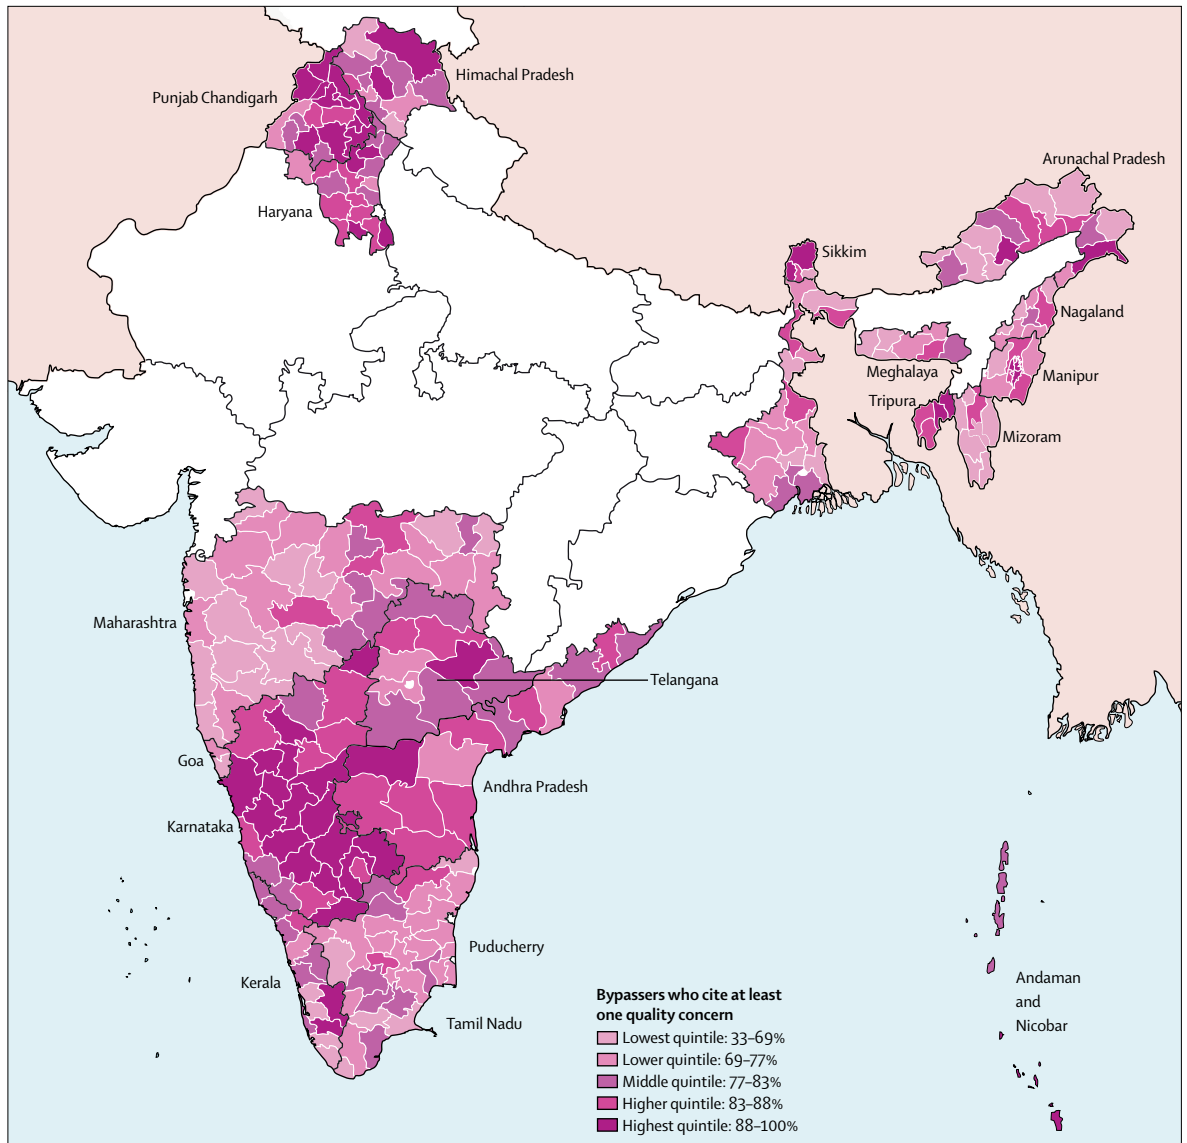 Himachal Pradesh
Punjab Chandigarh
Arunachal Pradesh
Haryana
Sikkim
Nagaland
Meghalaya
Manipur
Tripura
Mizoram
Maharashtra
Telangana
Goa
Andhra Pradesh
Karnataka
Puducherry
Kerala
Andaman
and
Nicobar
Tamil Nadu
Bypassers who cite at least
one quality concern
Lowest quintile: 33–69%
Lower quintile: 69–77%
Middle quintile: 77–83%
Higher quintile: 83–88%
Highest quintile: 88–100%